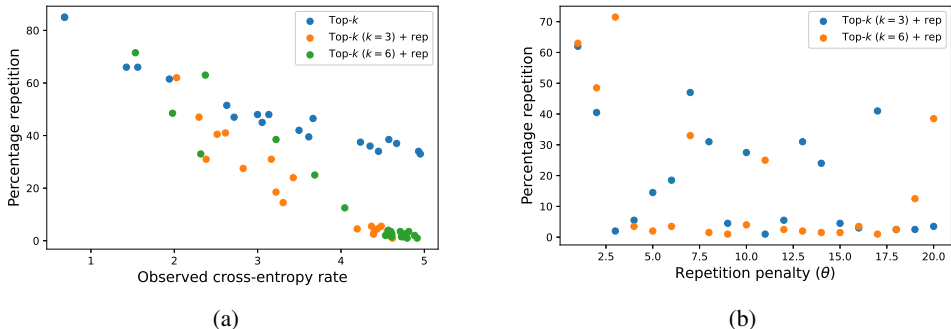 80
60
40
20
0
Percentage repetition
1 2 3 4 5
Observed cross-entropy rate
Top-k
Top-k (k = 3) + rep
Top-k (k = 6) + rep
(a)
70
60
50
40
30
20
10
0
Percentage repetition
2.5 5.0 7.5 10.0 12.5 15.0 17.5 20.0
Repetition penalty (θ)
Top-k (k = 3) + rep
Top-k (k = 6) + rep
(b)